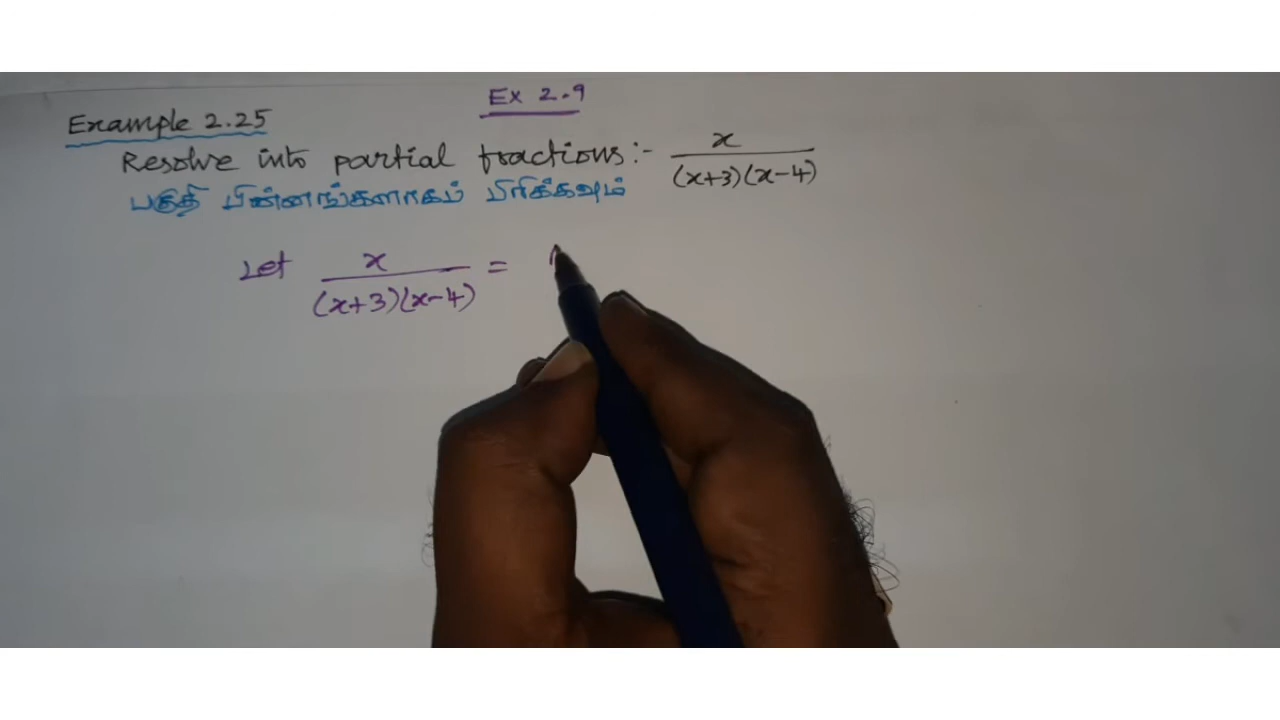 Ex 2.9
Example 2.25
Resolve into partial fractions:- x / (x+3)(x-4)
பகுதி பின்னங்களாகப் பிரிக்கவும்
Let x / (x+3)(x-4) =